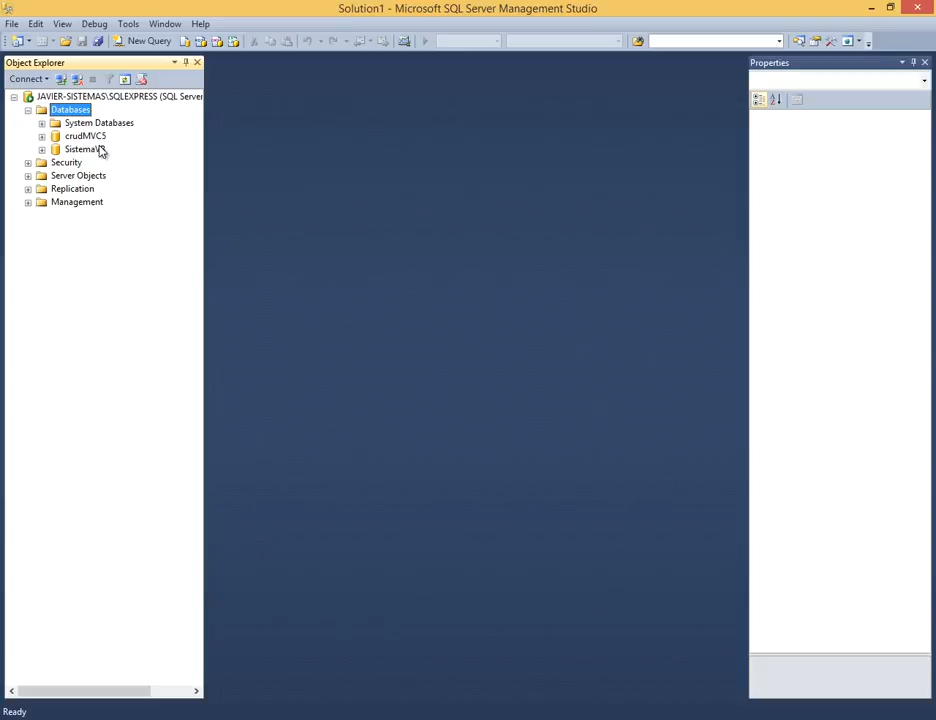 Solution1 - Microsoft SQL Server Management Studio
File Edit View Debug Tools Window Help
New Query
Object Explorer
Properties
Connect
JAVIER-SISTEMAS\SQLEXPRESS (SQL Server
Databases
System Databases
crudMVC5
Security
Server Objects
Replication
Management
Ready